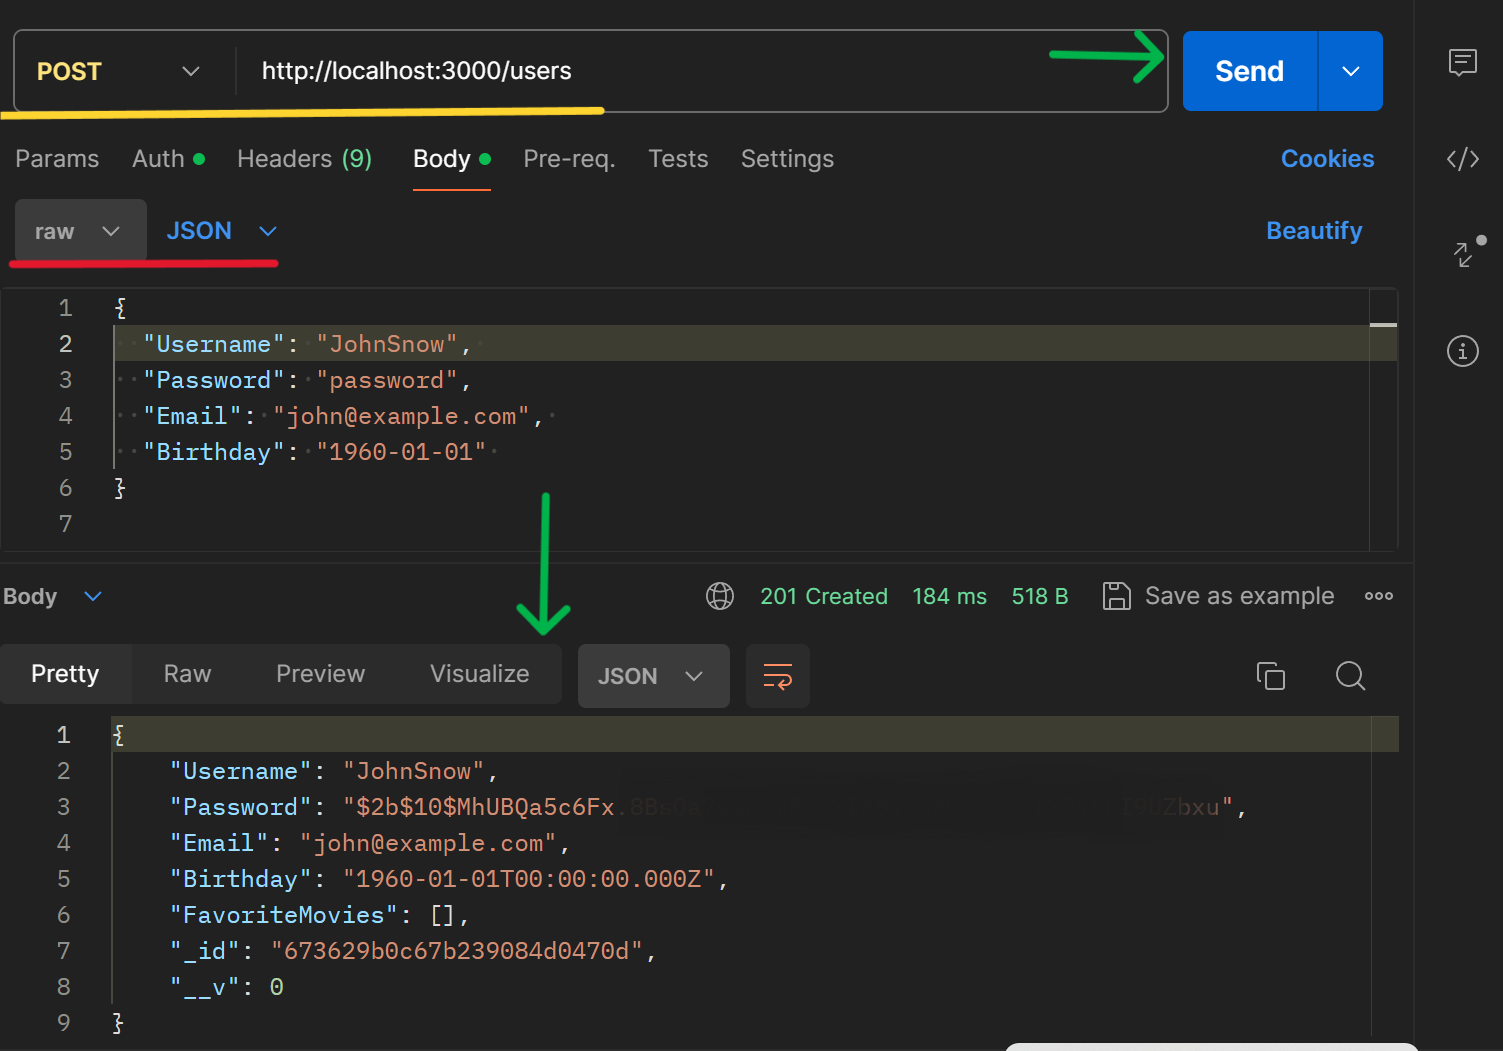 POST http://localhost:3000/users Send
Params Auth Headers (9) Body Pre-req. Tests Settings Cookies
raw JSON Beautify
1 {
2 "Username": "JohnSnow",
3 "Password": "password",
4 "Email": "john@example.com",
5 "Birthday": "1960-01-01"
6 }
7
Body 201 Created 184 ms 518 B Save as example
Pretty Raw Preview Visualize JSON
1 {
2 "Username": "JohnSnow",
3 "Password": "$2b$10$MhUBQa5c6Fx
4 "Email": "john@example.com",
5 "Birthday": "1960-01-01T00:00:00.000Z",
6 "FavoriteMovies": [],
7 "_id": "673629b0c67b239084d0470d",
8 "__v": 0
9 }